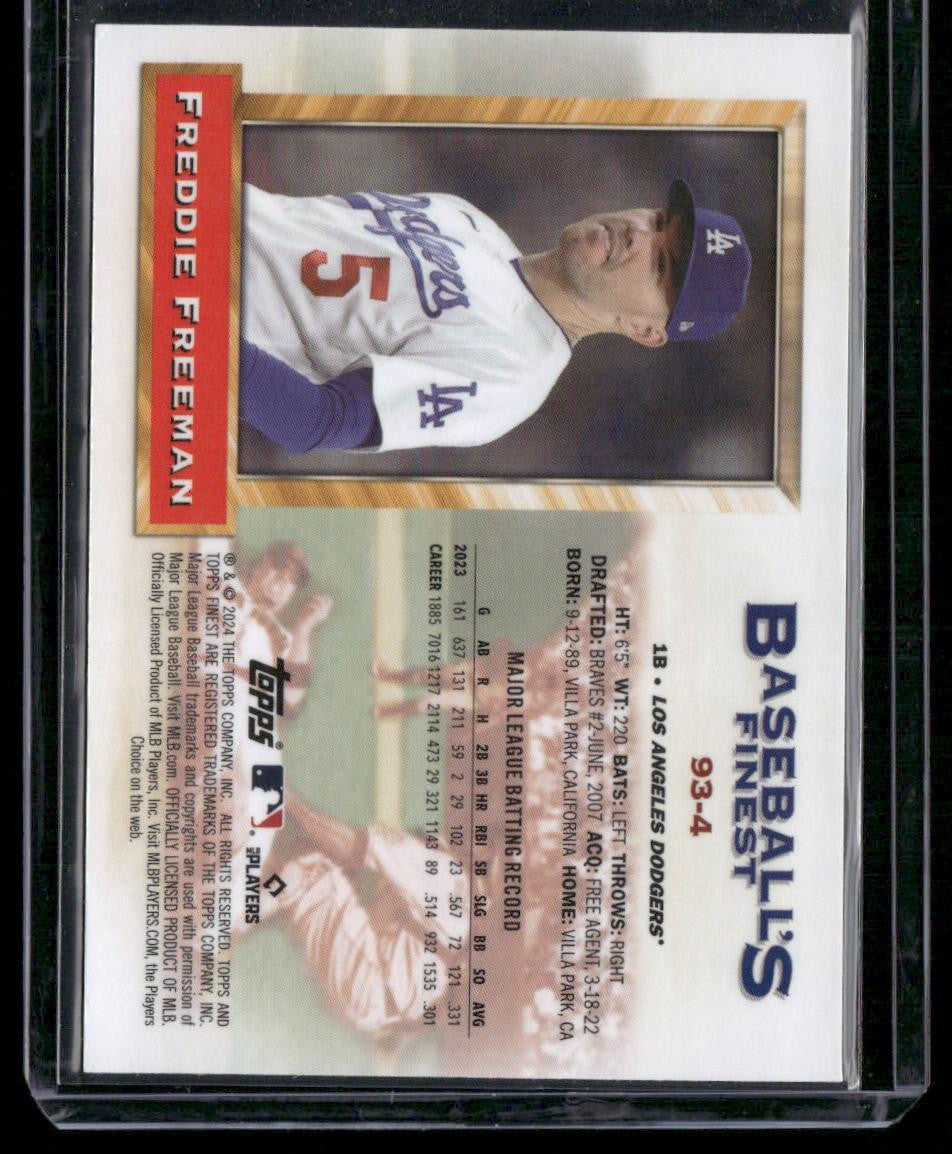 BASEBALL'S
FINEST
93-4
1B • LOS ANGELES DODGERS®
HT: 6'5" WT: 220 BATS: LEFT THROWS: RIGHT
DRAFTED: BRAVES #2-JUNE, 2007 ACQ: FREE AGENT, 3-18-22
BORN: 9-12-89, VILLA PARK, CALIFORNIA HOME: VILLA PARK, CA
MAJOR LEAGUE BATTING RECORD
G AB R H 2B 3B HR RBI SB SLG BB SO AVG
2023 161 637 131 211 59 2 29 102 23 .567 72 121 .331
CAREER 1885 7016 1217 2114 473 29 321 1143 89 .514 932 1535 .301
LA
Dodgers
5
LA
FREDDIE FREEMAN
topps®
MLB PLAYERS
® & © 2024 THE TOPPS COMPANY, INC. ALL RIGHTS RESERVED. TOPPS AND
TOPPS FINEST ARE REGISTERED TRADEMARKS OF THE TOPPS COMPANY, INC.
Major League Baseball trademarks and copyrights are used with permission of
Major League Baseball. Visit MLB.com. OFFICIALLY LICENSED PRODUCT OF MLB.
Officially Licensed Product of MLB Players, Inc. Visit MLBPLAYERS.COM, the Players
Choice on the web.